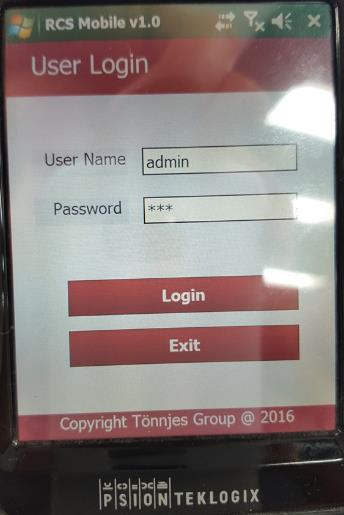 RCS Mobile v1.0
User Login
User Name admin
Password ***
Login
Exit
Copyright Tönnjes Group @ 2016
PSION TEKLOGIX